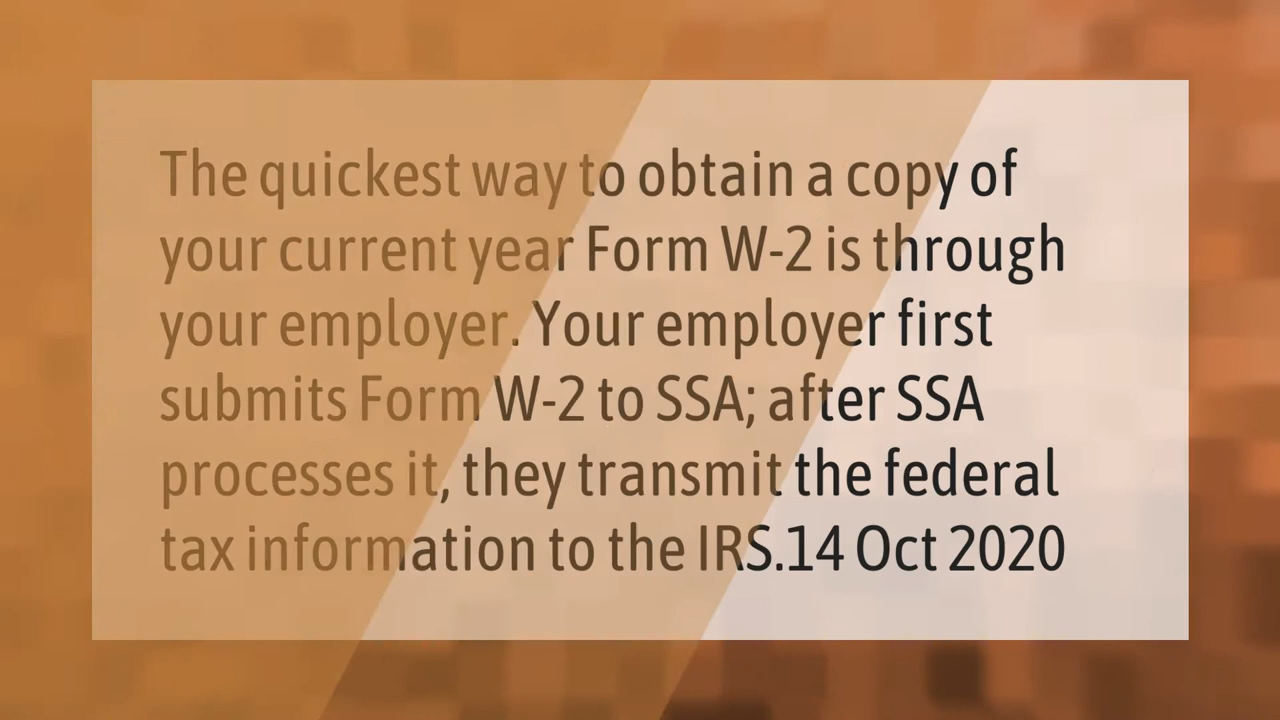 The quickest way to obtain a copy of
your current year Form W-2 is through
your employer. Your employer first
submits Form W-2 to SSA; after SSA
processes it, they transmit the federal
tax information to the IRS.14 Oct 2020